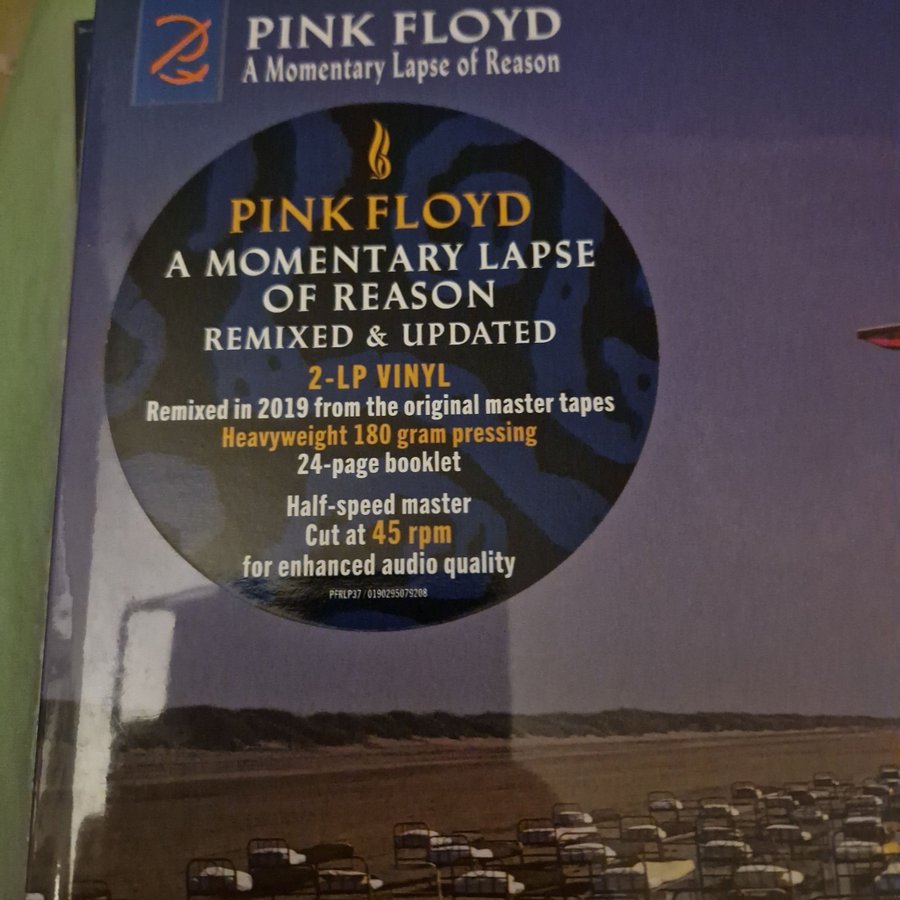 PINK FLOYD
A Momentary Lapse of Reason
PINK FLOYD
A MOMENTARY LAPSE
OF REASON
REMIXED & UPDATED
2-LP VINYL
Remixed in 2019 from the original master tapes
Heavyweight 180 gram pressing
24-page booklet
Half-speed master
Cut at 45 rpm
for enhanced audio quality
PFRLP37 / 0190295079208